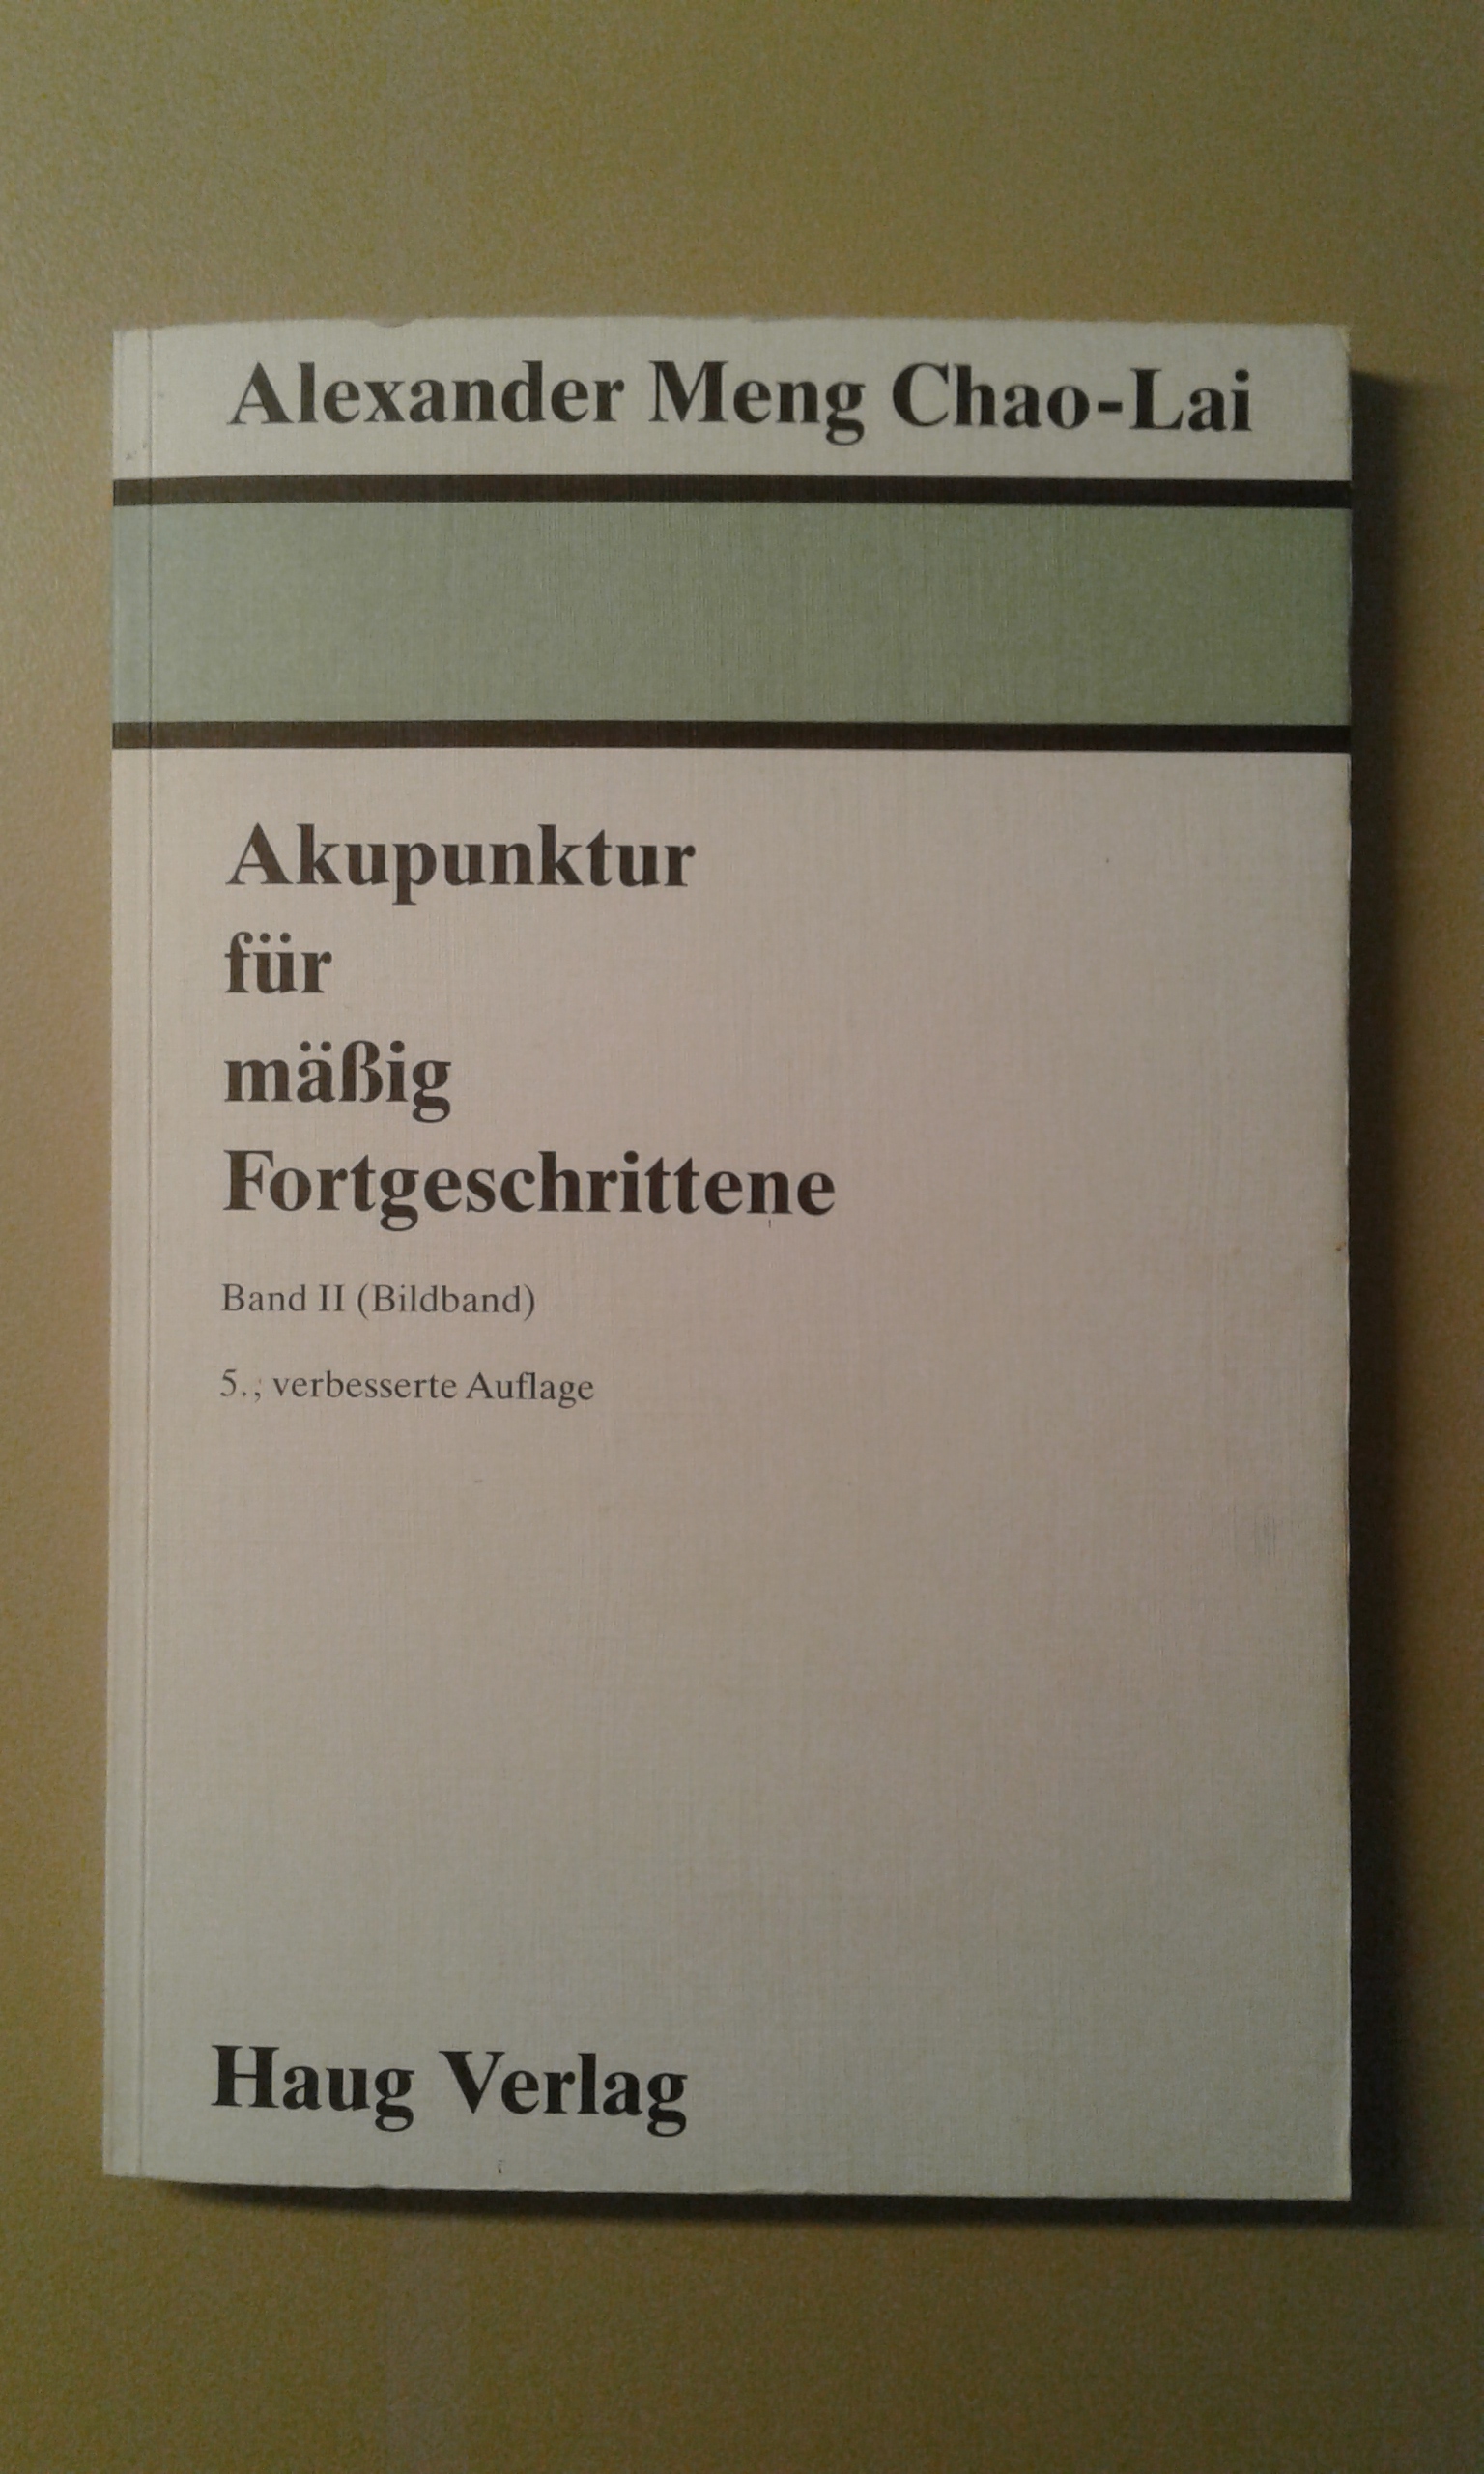 Alexander Meng Chao-Lai
Akupunktur
für
mäßig
Fortgeschrittene
Band II (Bildband)
5., verbesserte Auflage
Haug Verlag